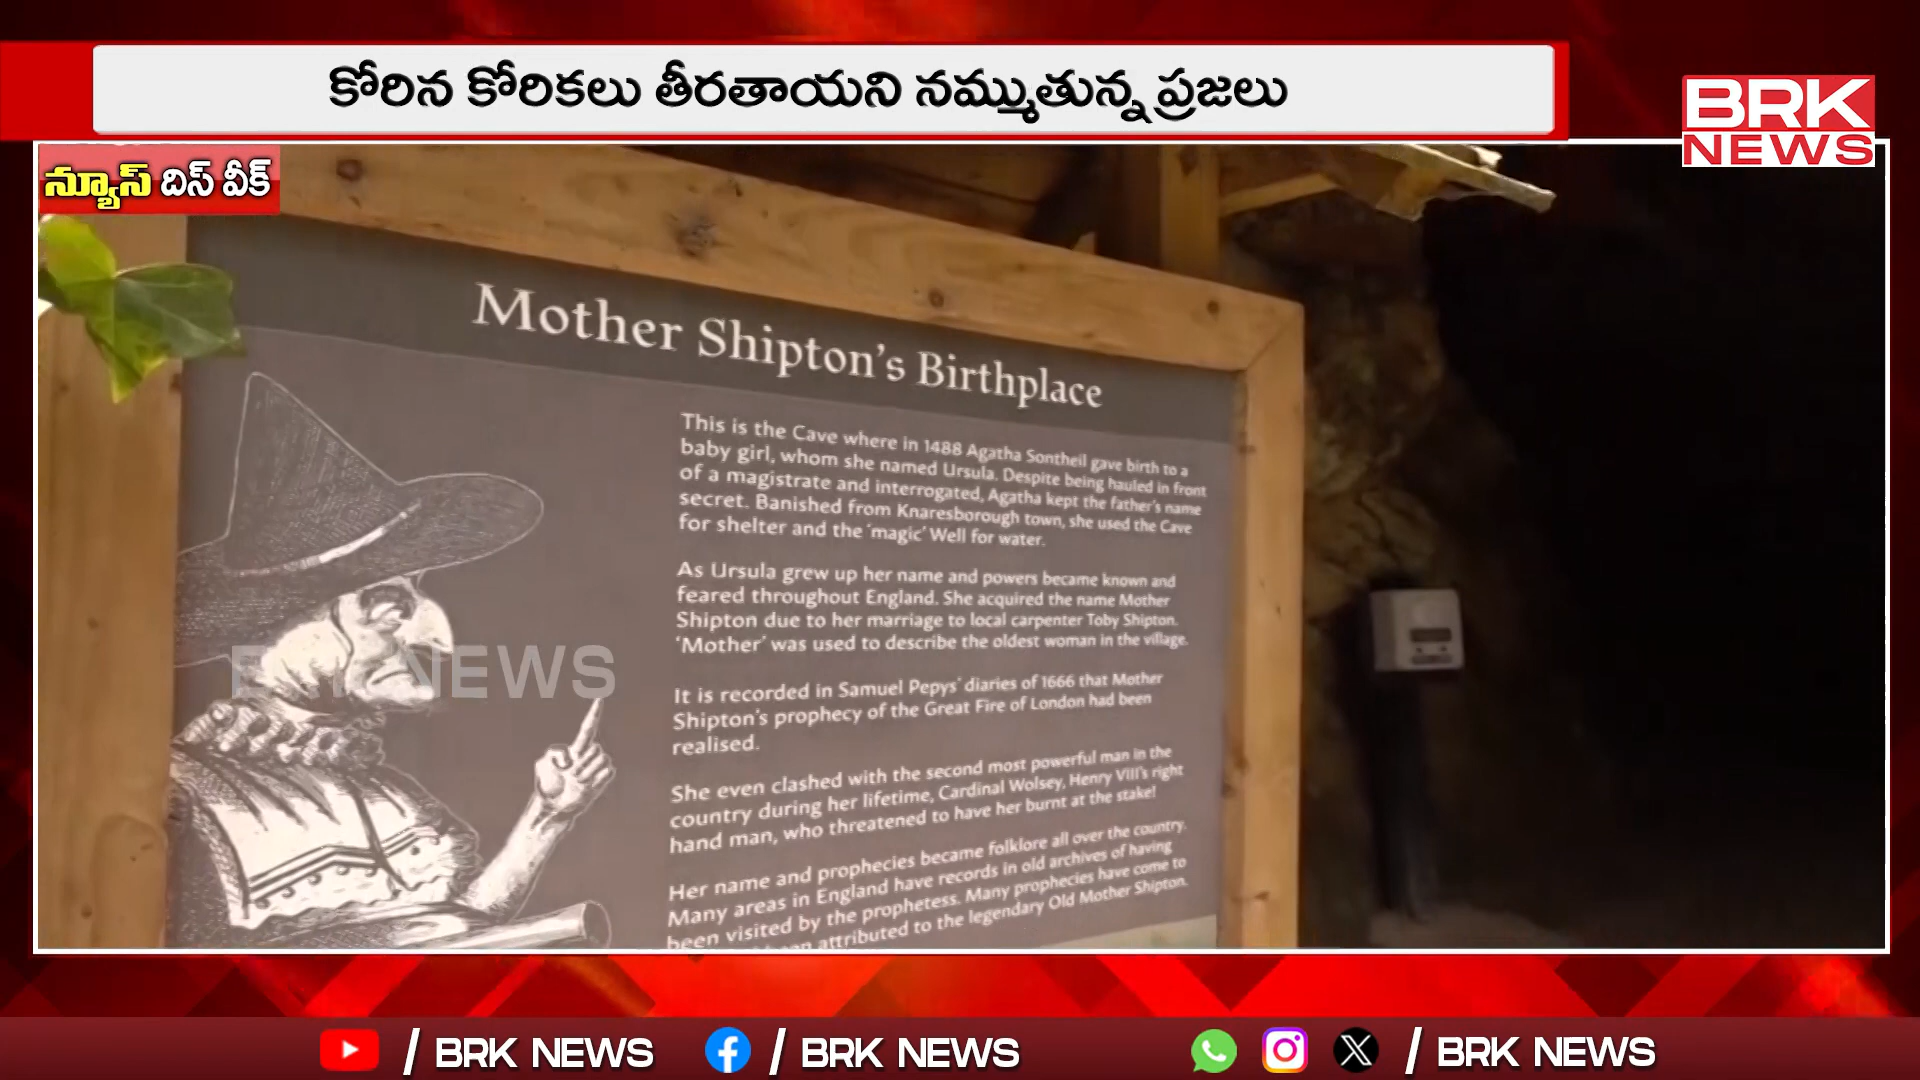 కోరిన కోరికలు తీరతాయని నమ్ముతున్న ప్రజలు
BRK
NEWS
న్యూస్ దిస్ వీక్
Mother Shipton's Birthplace
This is the Cave where in 1488 Agatha Sontheil gave birth to a
baby girl, whom she named Ursula. Despite being hauled in front
of a magistrate and interrogated, Agatha kept the father's name
secret. Banished from Knaresborough town, she used the Cave
for shelter and the 'magic' Well for water.
As Ursula grew up her name and powers became known and
feared throughout England. She acquired the name Mother
Shipton due to her marriage to local carpenter Toby Shipton.
'Mother' was used to describe the oldest woman in the village.
It is recorded in Samuel Pepys' diaries of 1666 that Mother
Shipton's prophecy of the Great Fire of London had been
realised.
She even clashed with the second most powerful man in the
country during her lifetime, Cardinal Wolsey, Henry VIII's right
hand man, who threatened to have her burnt at the stake!
Her name and prophecies became folklore all over the country.
Many areas in England have records in old archives of having
been visited by the prophetess. Many prophecies have come to
attributed to the legendary Old Mother Shipton.
BRK NEWS
/ BRK NEWS
/ BRK NEWS
/ BRK NEWS